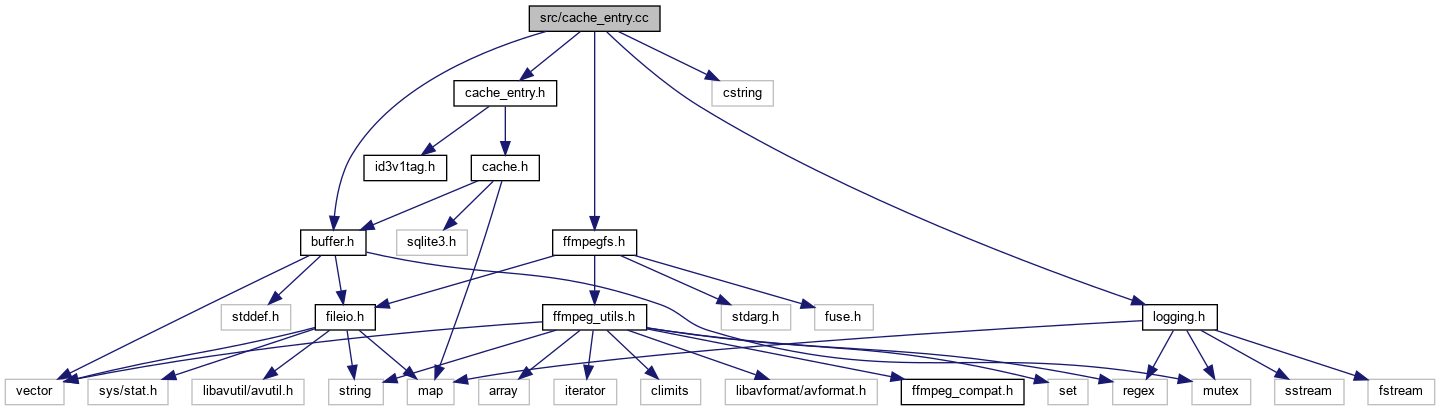 src/cache_entry.cc
cache_entry.h
cstring
id3v1tag.h
cache.h
buffer.h
sqlite3.h
ffmpegfs.h
stddef.h
fileio.h
ffmpeg_utils.h
stdarg.h
fuse.h
logging.h
vector
sys/stat.h
libavutil/avutil.h
string
map
array
iterator
climits
libavformat/avformat.h
ffmpeg_compat.h
set
regex
mutex
sstream
fstream